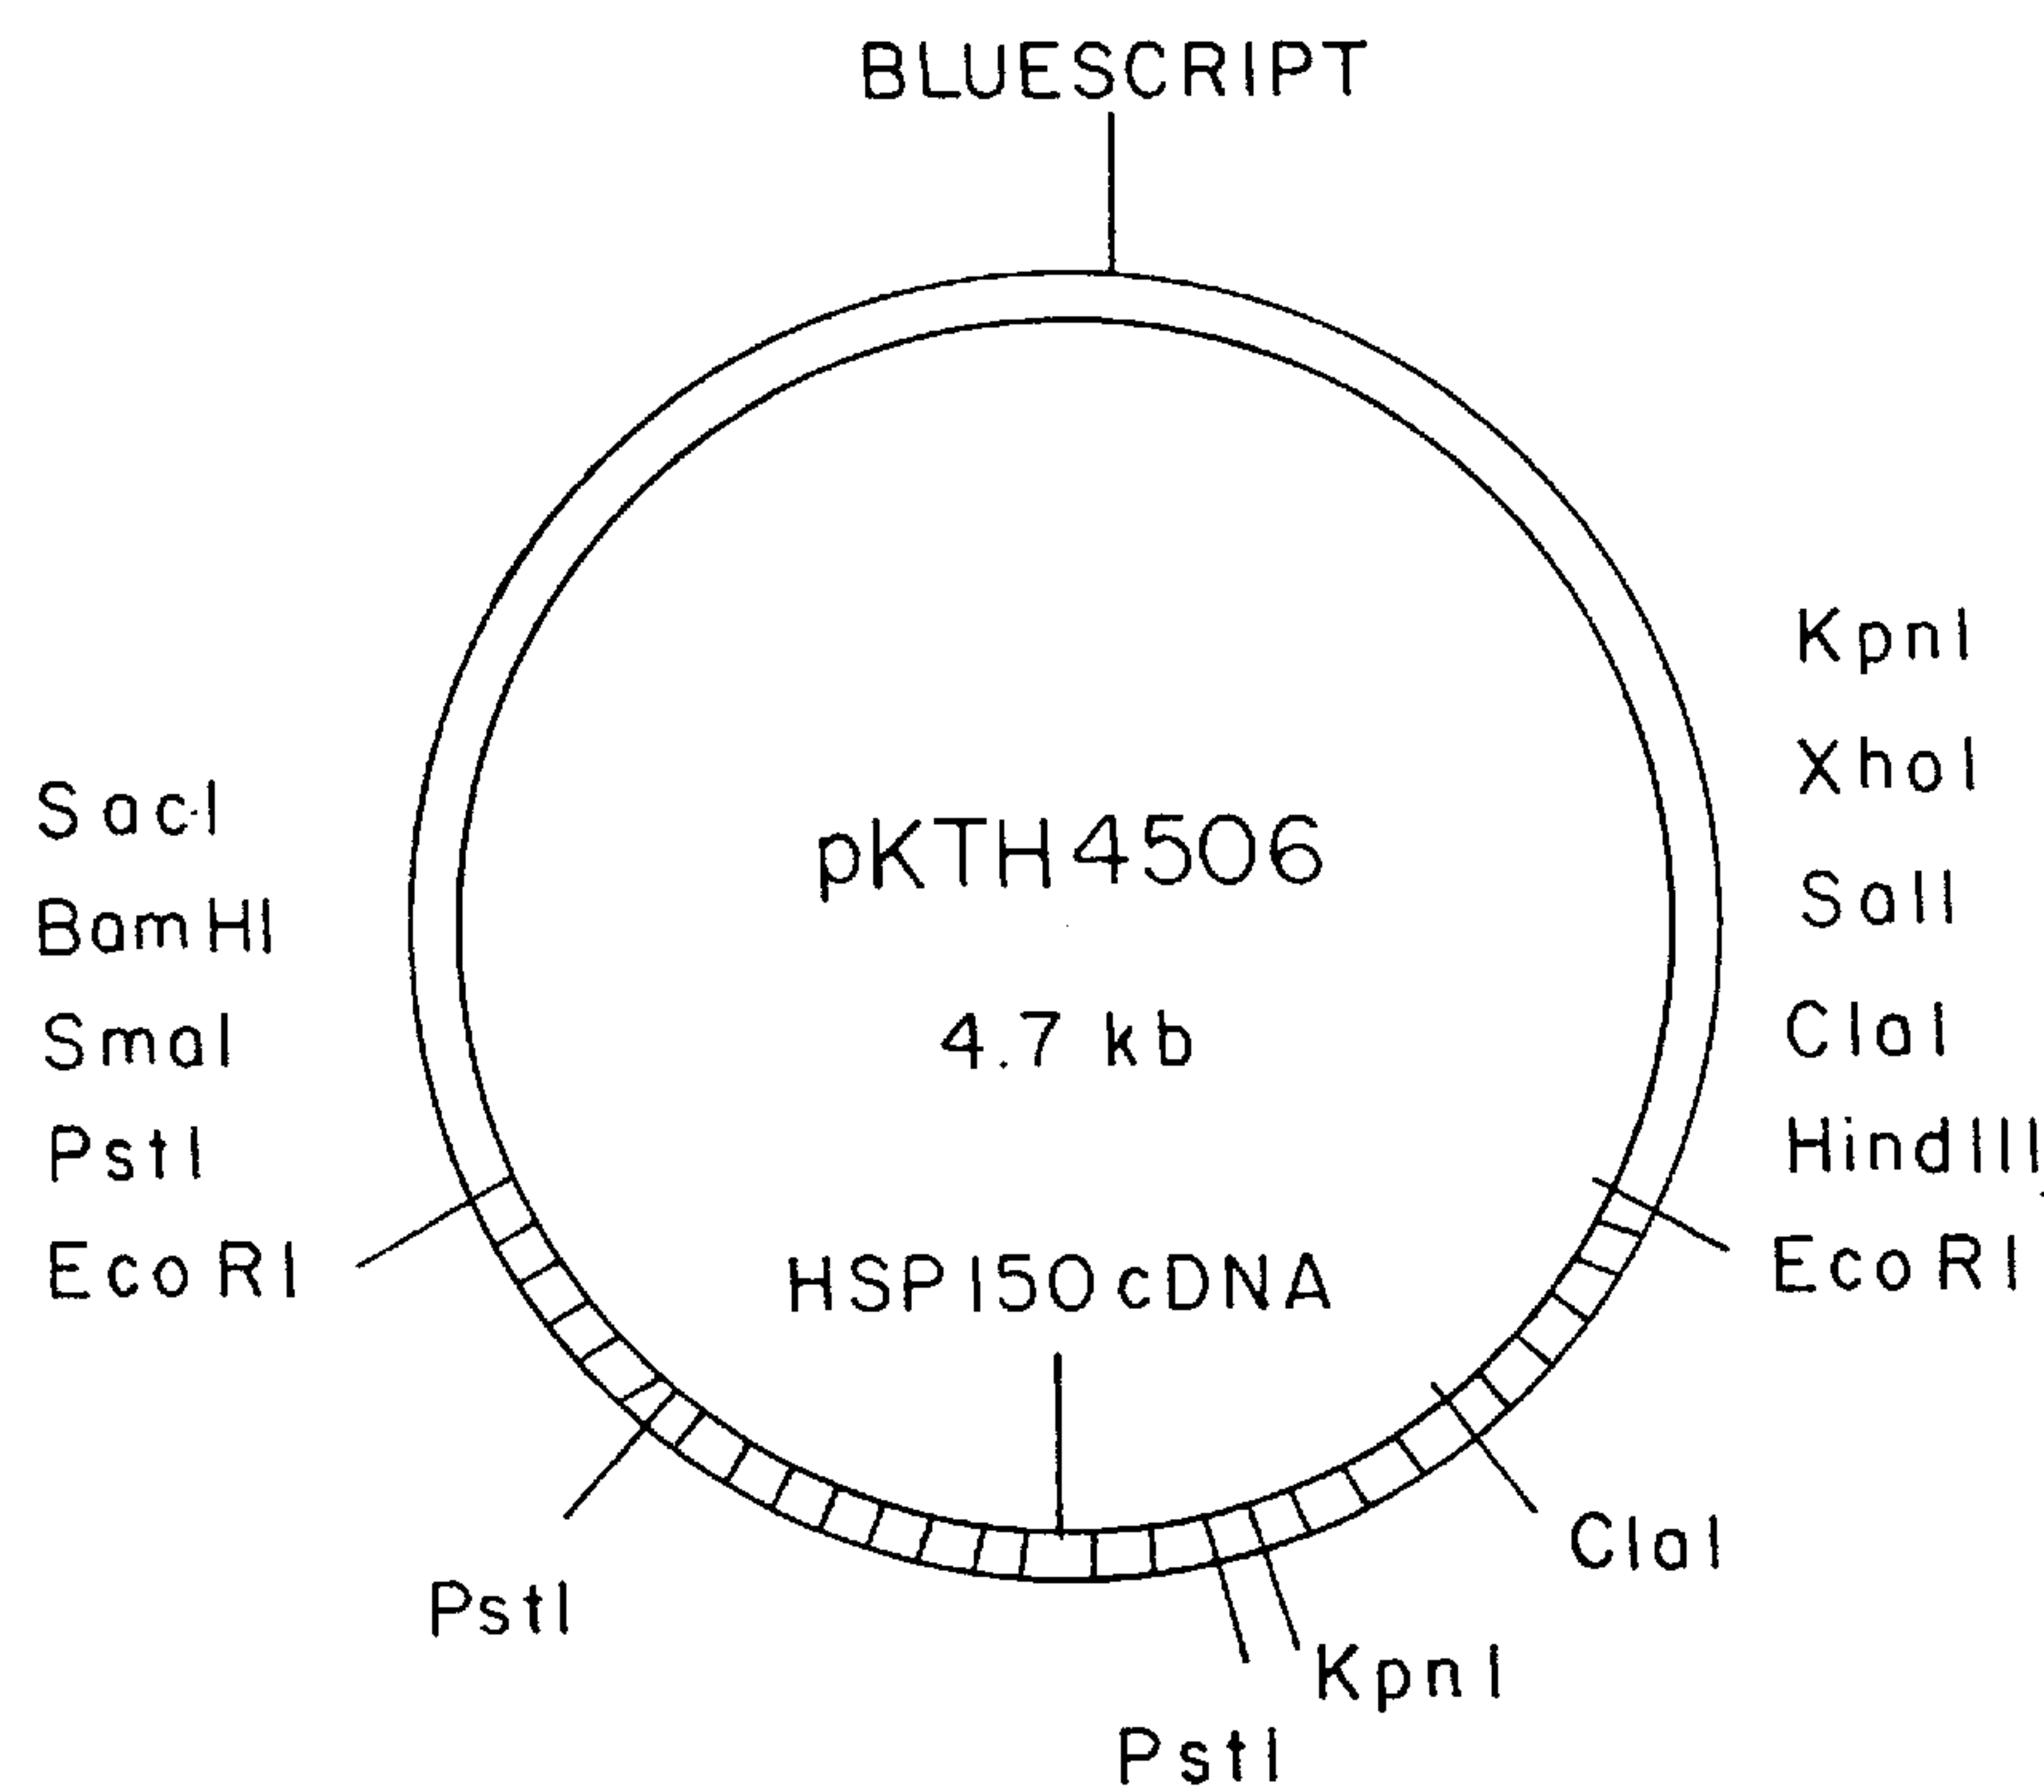 BLUESCRIPT
KpnI
XhoI
SalI
ClaI
HindIII
EcoRI
SacI
BamHI
SmaI
PstI
EcoRI
pKTH4506
4.7 kb
HSP150cDNA
ClaI
PstI
KpnI
PstI